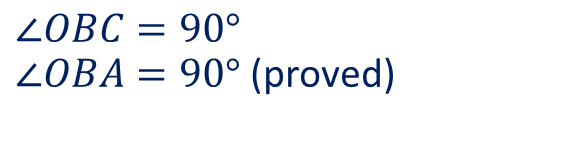 ∠OBC = 90°
∠OBA = 90° (proved)